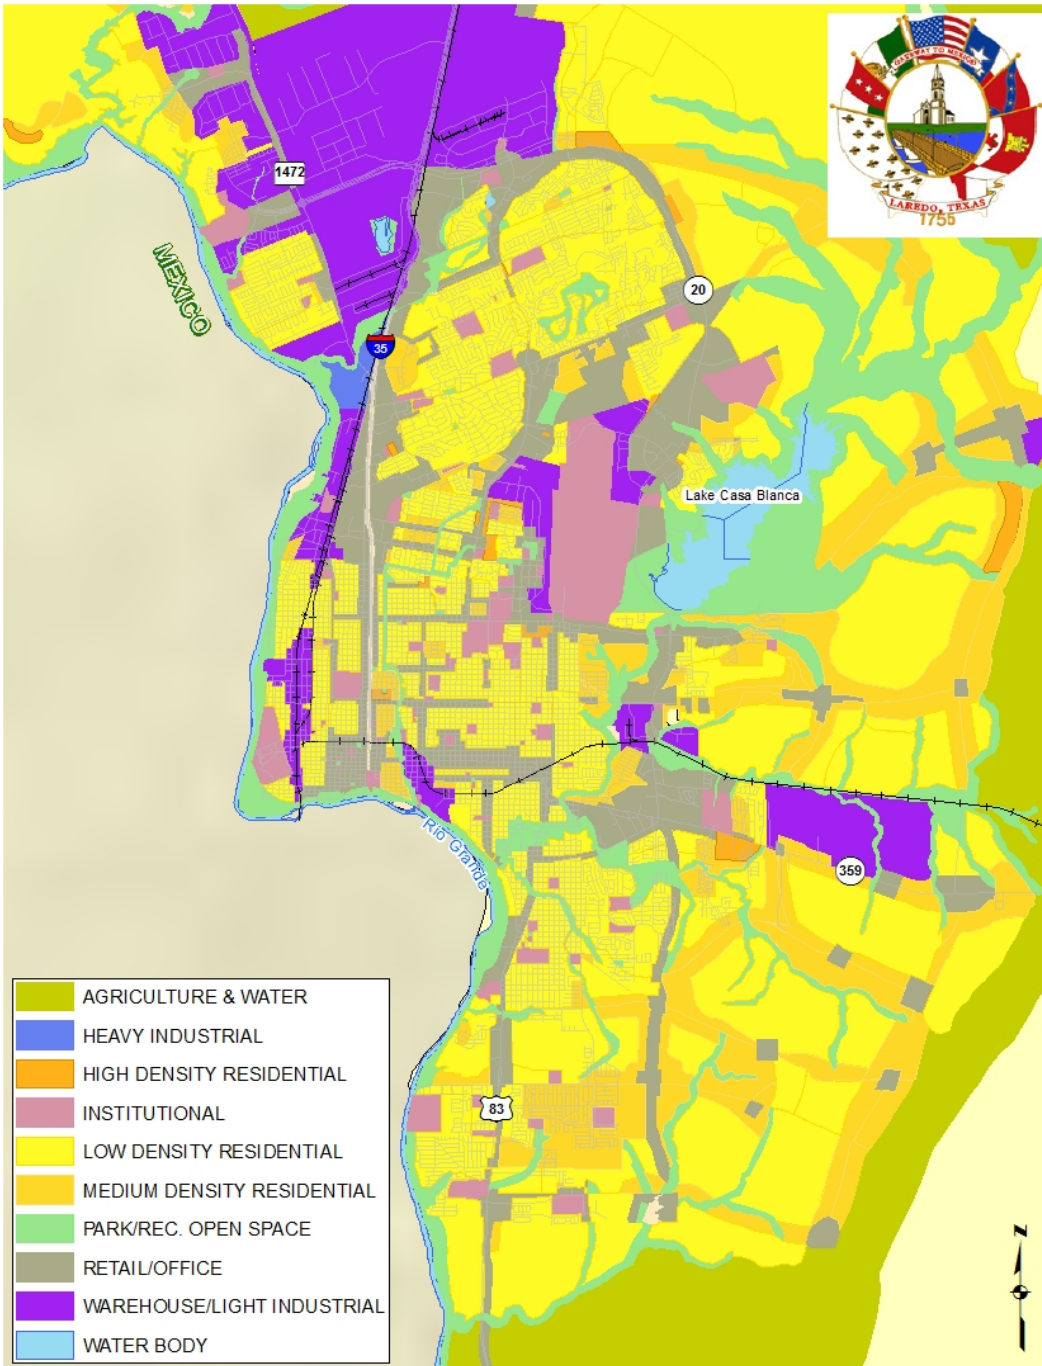 GATEWAY TO MEXICO
LAREDO, TEXAS
1755
1472
MEXICO
20
35
Lake Casa Blanca
Rio Grande
359
83
AGRICULTURE & WATER
HEAVY INDUSTRIAL
HIGH DENSITY RESIDENTIAL
INSTITUTIONAL
LOW DENSITY RESIDENTIAL
MEDIUM DENSITY RESIDENTIAL
PARK/REC. OPEN SPACE
RETAIL/OFFICE
WAREHOUSE/LIGHT INDUSTRIAL
WATER BODY
N